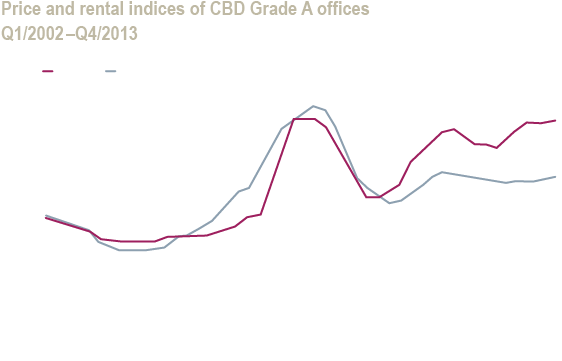 Price and rental indices of CBD Grade A offices
Q1/2002–Q4/2013